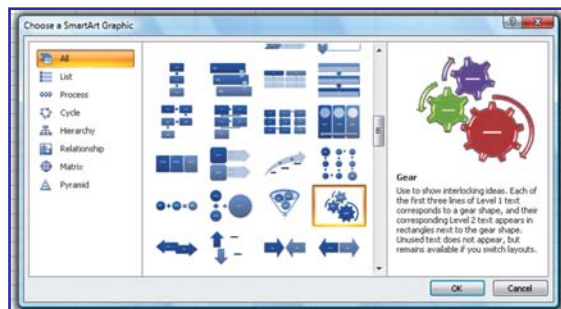 Choose a SmartArt Graphic
All
List
Process
Cycle
Hierarchy
Relationship
Matrix
Pyramid
Gear
Use to show interlocking ideas. Each of
the first three lines of Level 1 text
corresponds to a gear shape, and their
corresponding Level 2 text appears in
rectangles next to the gear shape.
Unused text does not appear, but
remains available if you switch layouts.
OK
Cancel